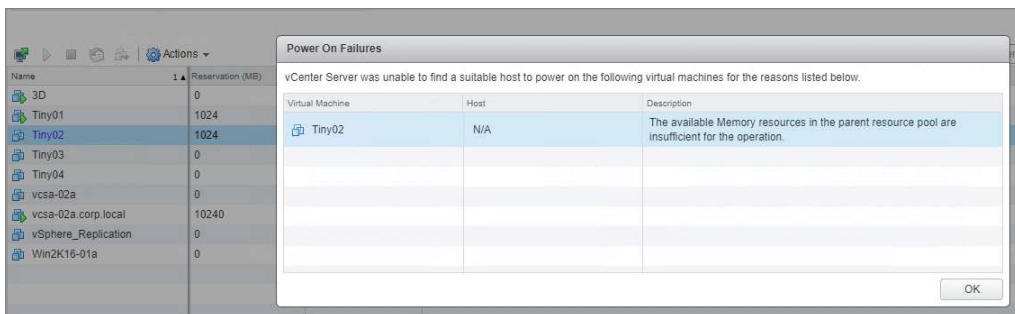 Actions
Name 1 Reservation (MB)
3D 0
Tiny01 1024
Tiny02 1024
Tiny03 0
Tiny04 0
vcsa-02a 0
vcsa-02a.corp.local 10240
vSphere_Replication 0
Win2K16-01a 0
Power On Failures
vCenter Server was unable to find a suitable host to power on the following virtual machines for the reasons listed below.
Virtual Machine Host Description
Tiny02 N/A The available Memory resources in the parent resource pool are
insufficient for the operation.
OK